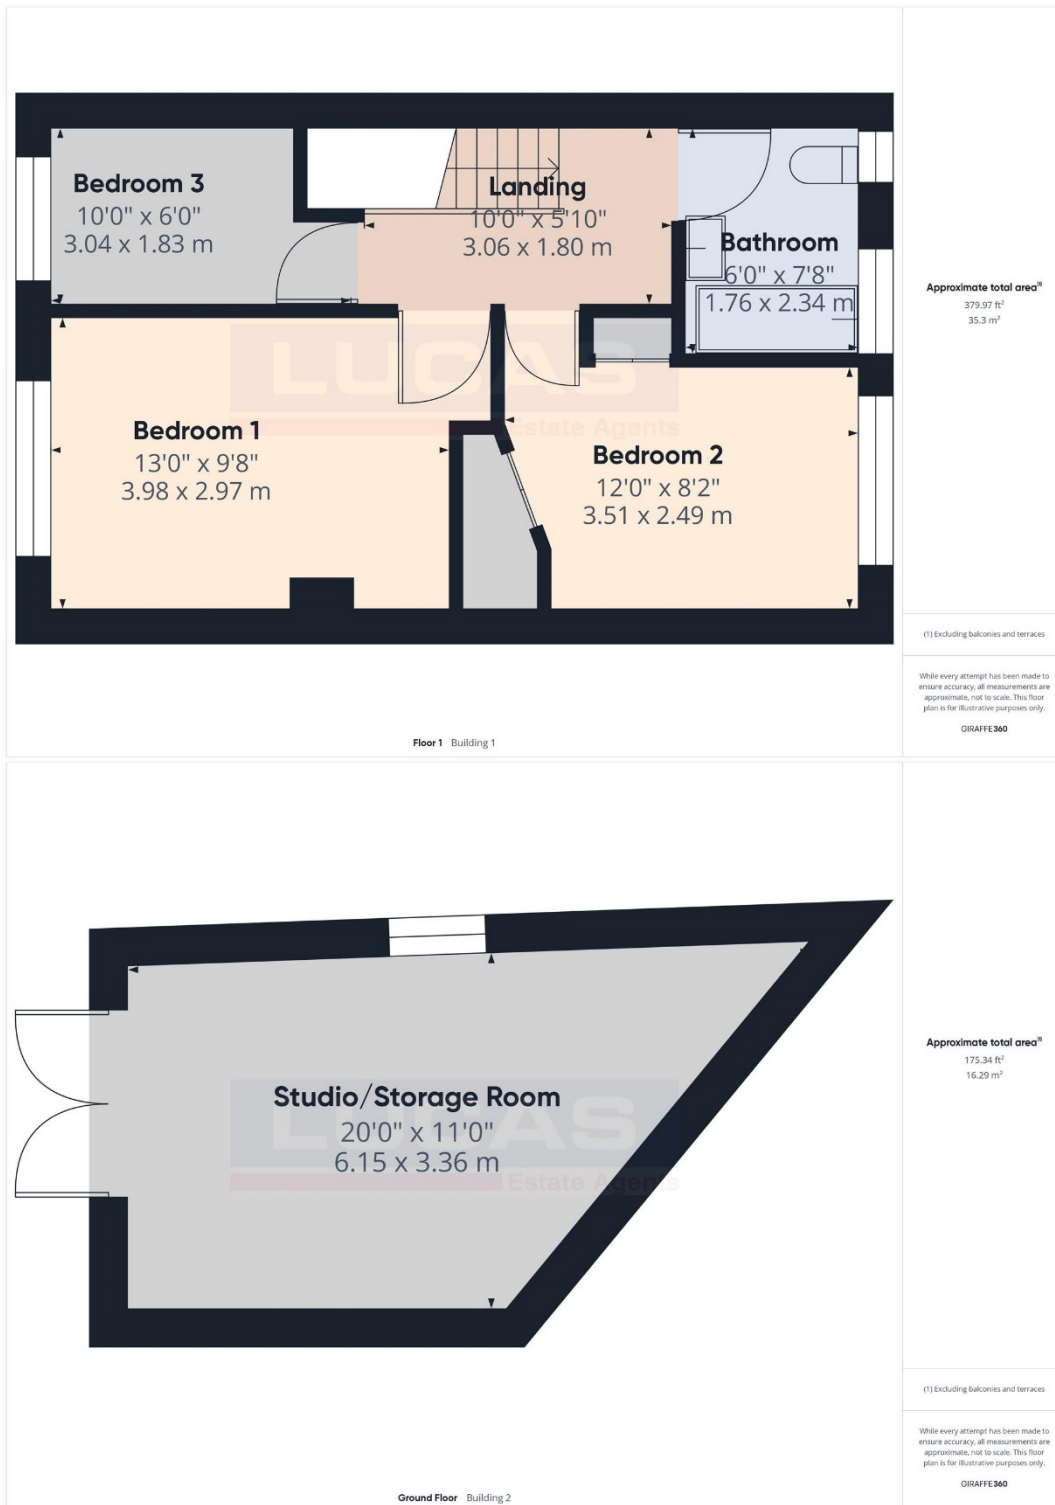 Bedroom 3
10'0" x 6'0"
3.04 x 1.83 m
Landing
10'0" x 5'10"
3.06 x 1.80 m
Bathroom
6'0" x 7'8"
1.76 x 2.34 m
LUCAS
Estate Agents
Bedroom 1
13'0" x 9'8"
3.98 x 2.97 m
Bedroom 2
12'0" x 8'2"
3.51 x 2.49 m
Floor 1 Building 1
Approximate total area⁽¹⁾
379.97 ft²
35.3 m²
(1) Excluding balconies and terraces
While every attempt has been made to
ensure accuracy, all measurements are
approximate, not to scale. This floor
plan is for illustrative purposes only.
GIRAFFE360
Studio/Storage Room
20'0" x 11'0"
6.15 x 3.36 m
LUCAS
Estate Agents
Ground Floor Building 2
Approximate total area⁽¹⁾
175.34 ft²
16.29 m²
(1) Excluding balconies and terraces
While every attempt has been made to
ensure accuracy, all measurements are
approximate, not to scale. This floor
plan is for illustrative purposes only.
GIRAFFE360